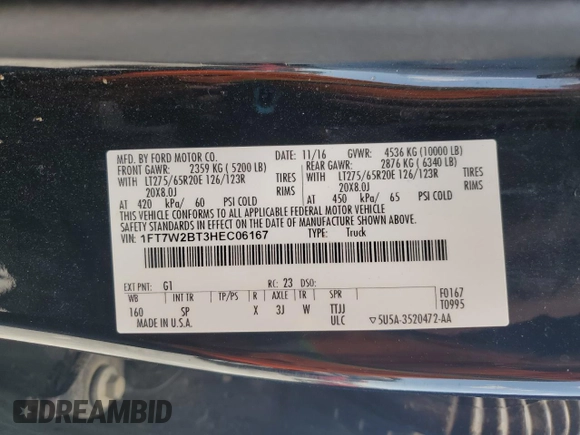 MFD. BY FORD MOTOR CO. 11/16 GVWR: 4536 KG (10000 LB)
FRONT GAWR: 2359 KG ( 5200 LB) REAR GAWR: 2876 KG ( 6340 LB)
WITH LT275/65R20E 126/123R TIRES WITH LT275/65R20E 126/123R TIRES
20X8.0J RIMS 20X8.0J RIMS
AT 420 kPa/ 60 PSI COLD AT 450 kPa/ 65 PSI COLD
THIS VEHICLE CONFORMS TO ALL APPLICABLE FEDERAL MOTOR VEHICLE SAFETY STANDARDS IN EFFECT ON THE DATE OF MANUFACTURE SHOWN ABOVE.
VIN: 1FT7W2BT3HEC06167 TYPE: Truck
EXT PNT: G1 RC: 23 DSO: F0167
WB INT TR TP/PS R AXLE TR SPR T0995
160 SP X 3J W TTJJ
MADE IN U.S.A. ULC ▽5U5A-3520472-AA
DREAMBID